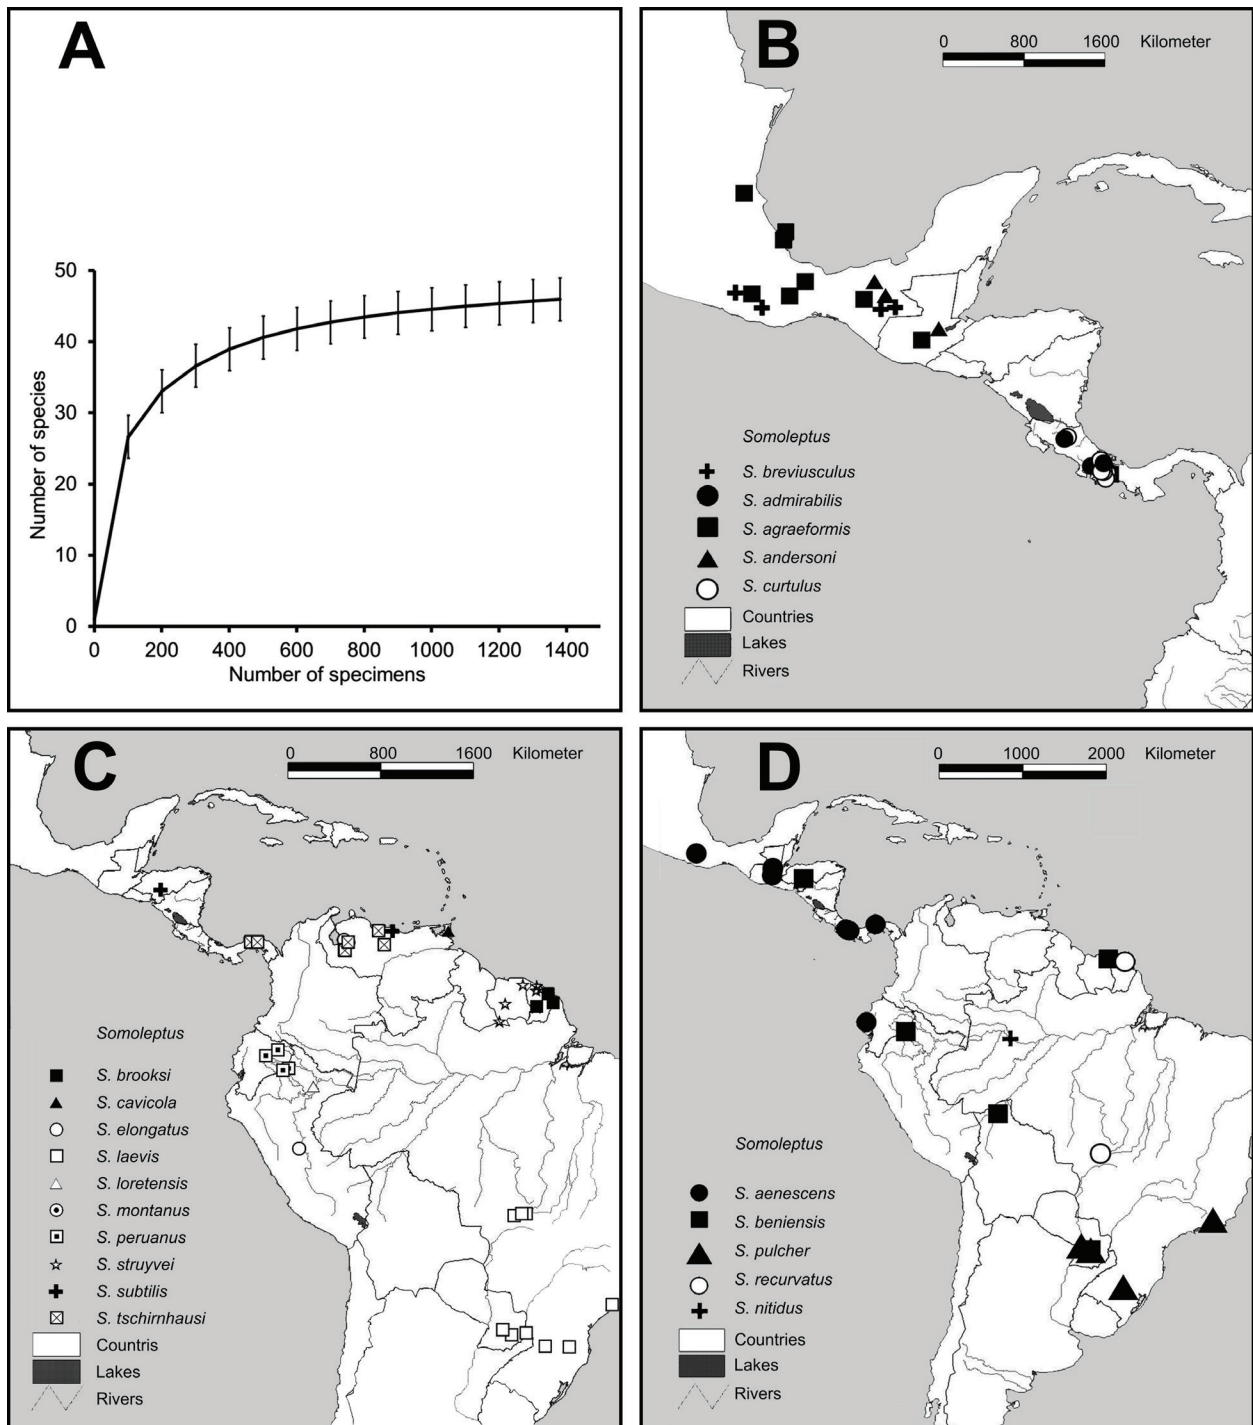 A
50
40
30
20
10
0
Number of species
0 200 400 600 800 1000 1200 1400
Number of specimens
B
0 800 1600 Kilometer
Somoleptus
S. breviusculus
S. admirabilis
S. agraeformis
S. andersoni
S. curtulus
Countries
Lakes
Rivers
C
0 800 1600 Kilometer
Somoleptus
S. brooksi
S. cavicola
S. elongatus
S. laevis
S. loretensis
S. montanus
S. peruanus
S. struyvei
S. subtilis
S. tschirnhausi
Countris
Lakes
Rivers
D
0 1000 2000 Kilometer
Somoleptus
S. aenescens
S. beniensis
S. pulcher
S. recurvatus
S. nitidus
Countries
Lakes
Rivers